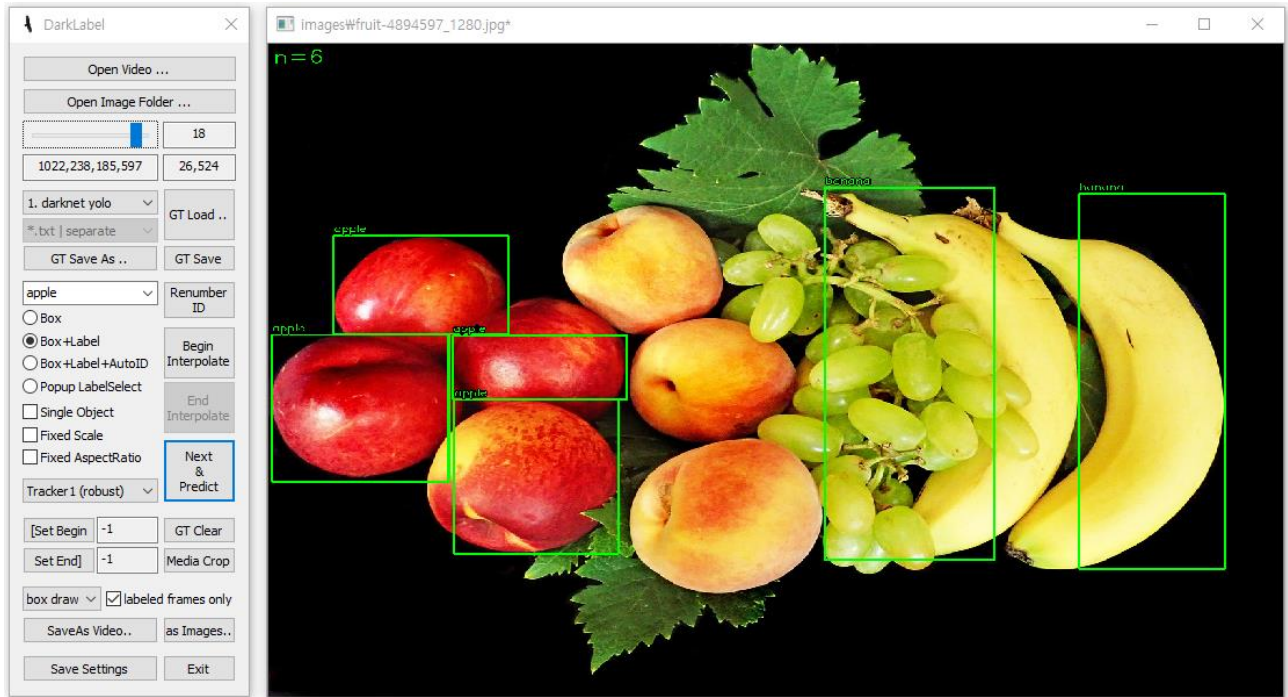 DarkLabel
Open Video ...
Open Image Folder ...
18
1022,238,185,597
26,524
1. darknet yolo
GT Load ..
*.txt | separate
GT Save As ..
GT Save
apple
Renumber
ID
Box
Box+Label
Begin
Interpolate
Box+Label+AutoID
Popup LabelSelect
End
Interpolate
Single Object
Fixed Scale
Fixed AspectRatio
Next
&
Predict
Tracker1 (robust)
[Set Begin
-1
GT Clear
Set End]
-1
Media Crop
box draw
labeled frames only
SaveAs Video..
as Images..
Save Settings
Exit
images₩fruit-4894597_1280.jpg*
n=6
banana
banana
apple
apple
apple
apple